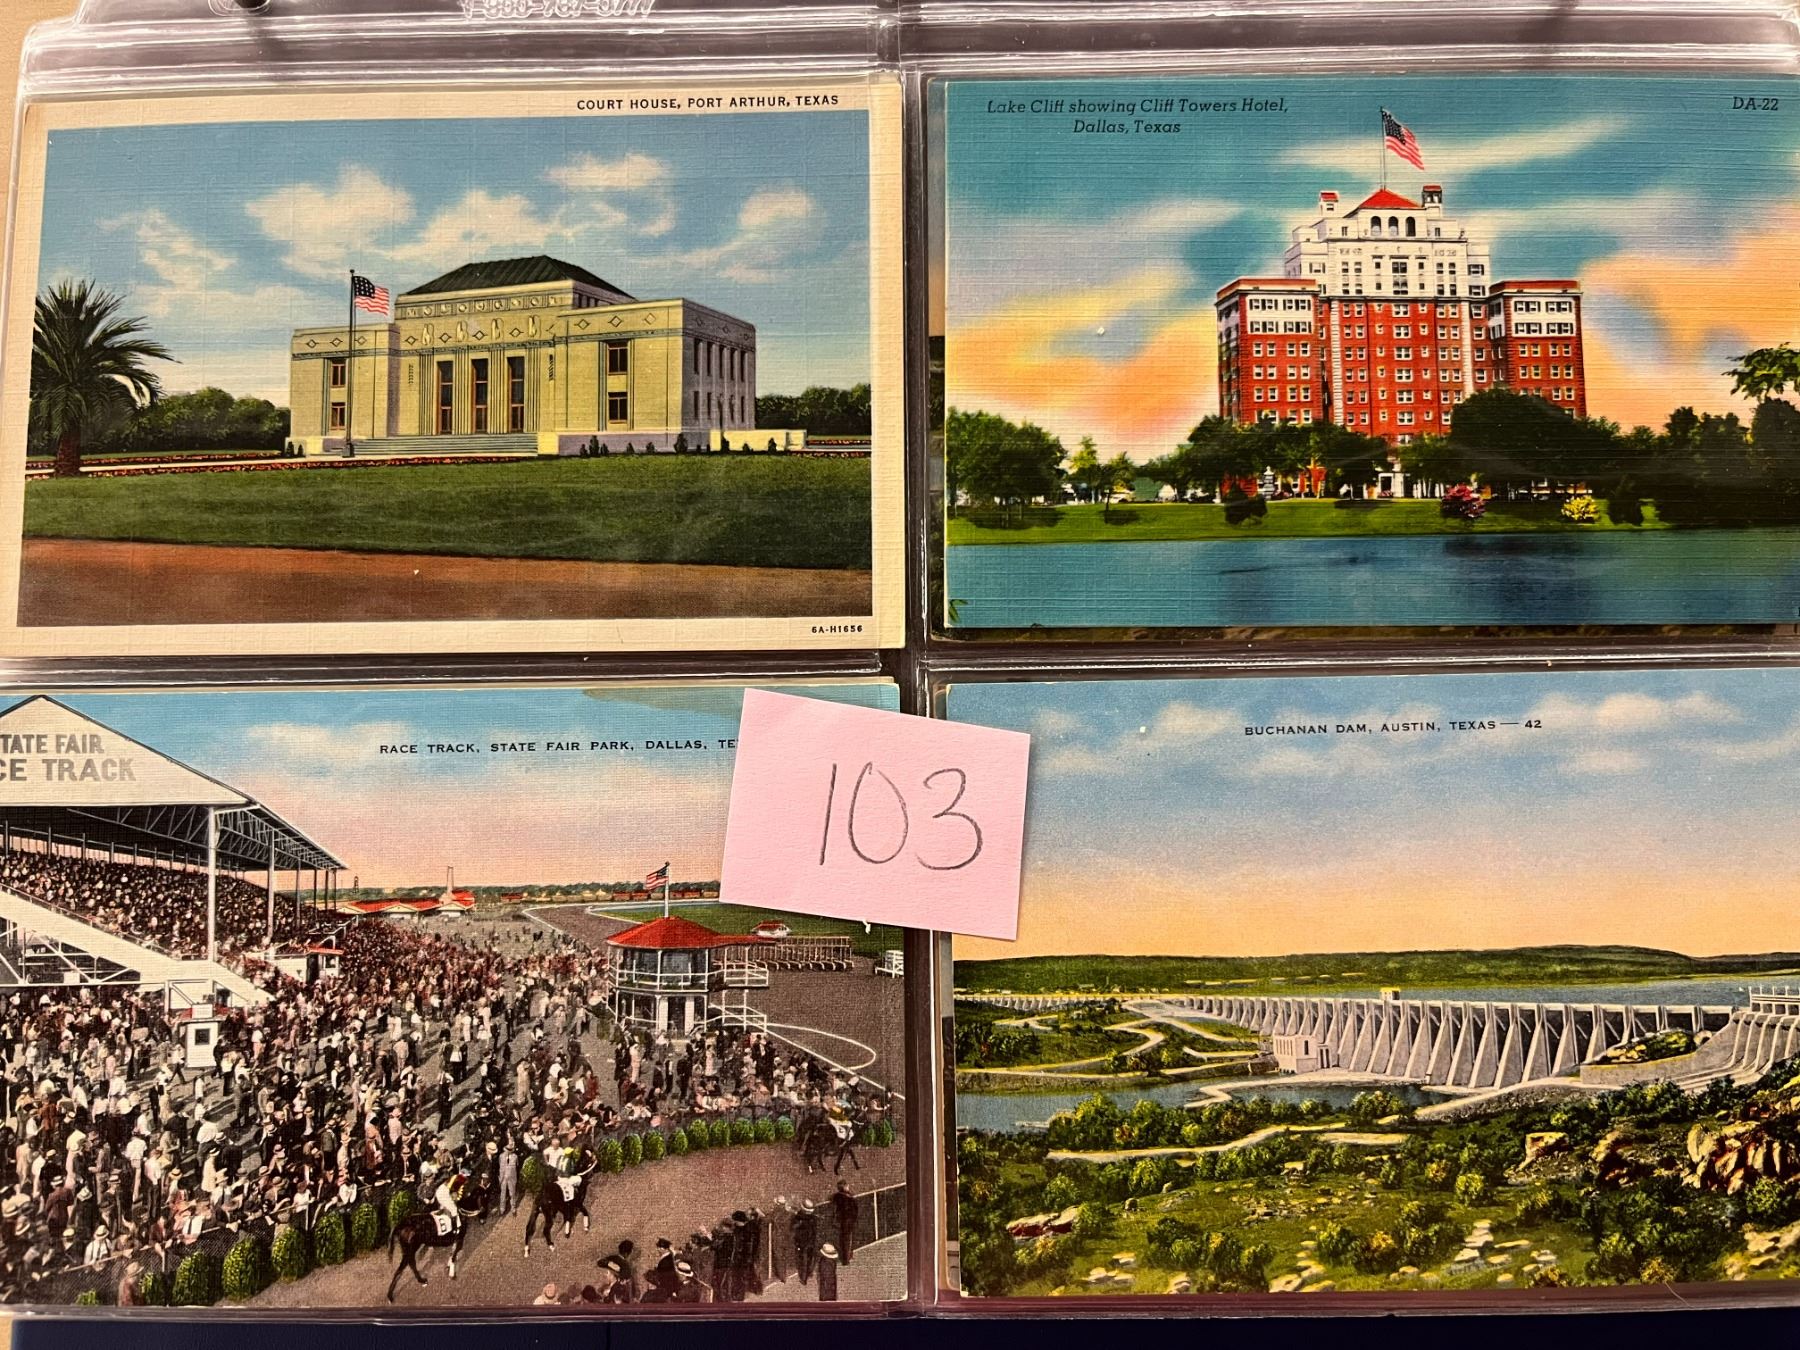 COURT HOUSE, PORT ARTHUR, TEXAS
6A-H1656
Lake Cliff showing Cliff Towers Hotel,
Dallas, Texas
DA-22
TATE FAIR
CE TRACK
RACE TRACK, STATE FAIR PARK, DALLAS, TE
103
BUCHANAN DAM, AUSTIN, TEXAS — 42